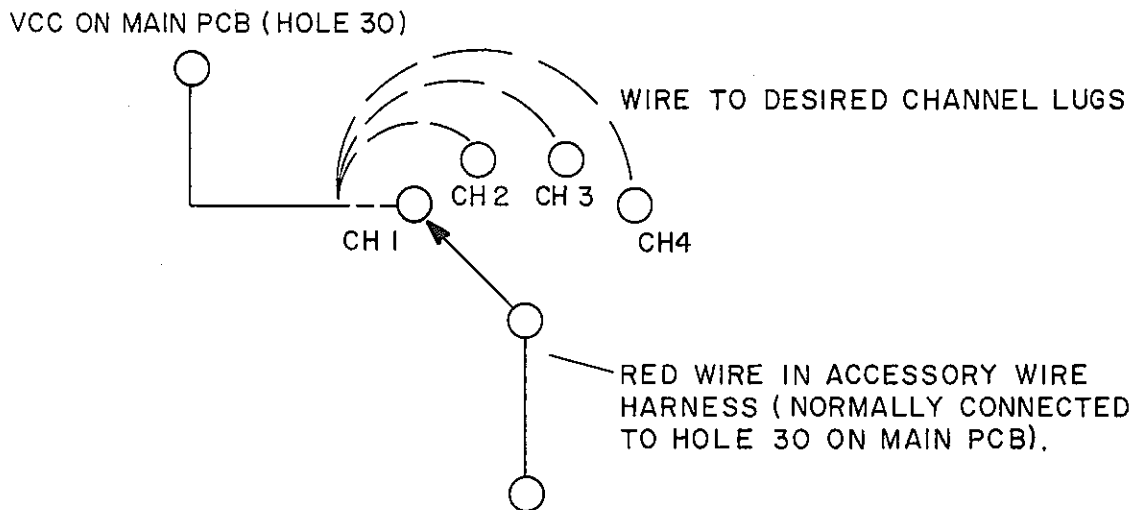 VCC ON MAIN PCB (HOLE 30)
WIRE TO DESIRED CHANNEL LUGS
CH 2
CH 3
CH 1
CH4
RED WIRE IN ACCESSORY WIRE
HARNESS (NORMALLY CONNECTED
TO HOLE 30 ON MAIN PCB).